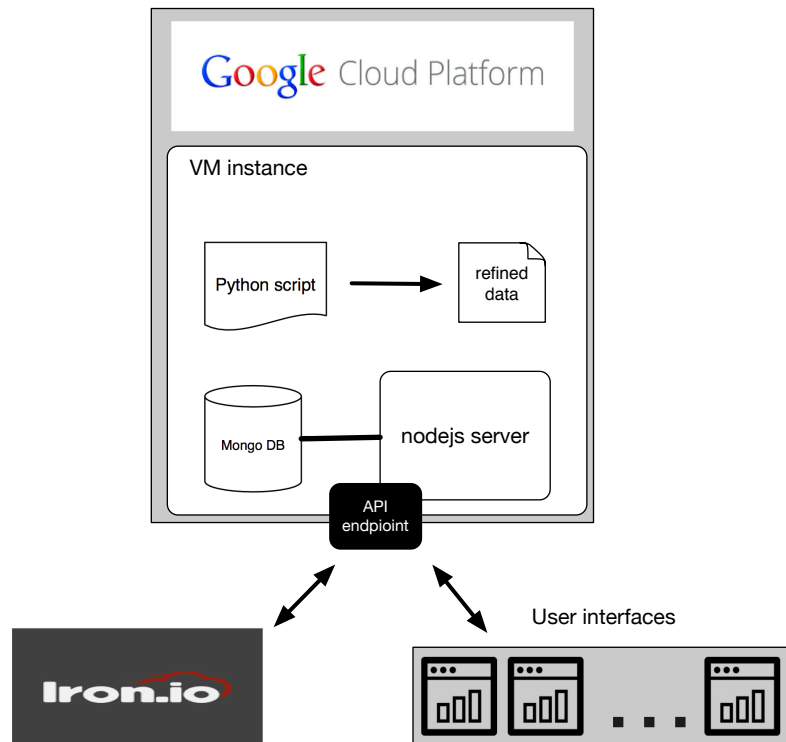 Google Cloud Platform
VM instance
Python script
refined
data
Mongo DB
nodejs server
API
endpioint
User interfaces
Iron.io